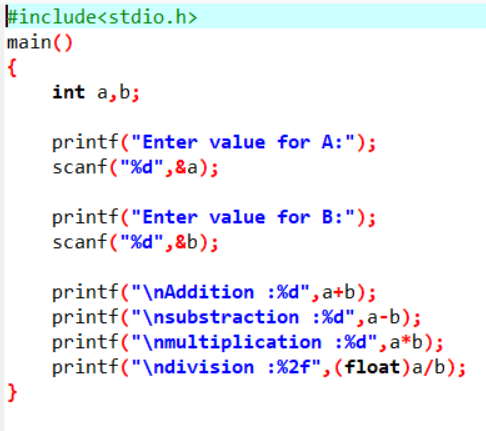 #include<stdio.h>
main()
{
int a,b;
printf("Enter value for A:");
scanf("%d",&a);
printf("Enter value for B:");
scanf("%d",&b);
printf("\nAddition :%d",a+b);
printf("\nsubstraction :%d",a-b);
printf("\nmultiplication :%d",a*b);
printf("\ndivision :%2f",(float)a/b);
}